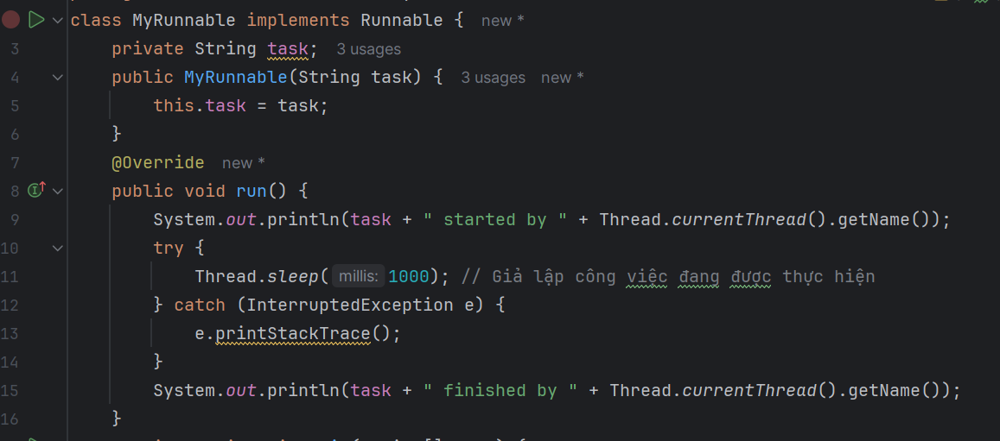 class MyRunnable implements Runnable { new *
3 private String task; 3 usages
4 public MyRunnable(String task) { 3 usages new *
5 this.task = task;
6 }
7 @Override new *
8 public void run() {
9 System.out.println(task + " started by " + Thread.currentThread().getName());
10 try {
11 Thread.sleep( millis: 1000); // Giả lập công việc đang được thực hiện
12 } catch (InterruptedException e) {
13 e.printStackTrace();
14 }
15 System.out.println(task + " finished by " + Thread.currentThread().getName());
16 }